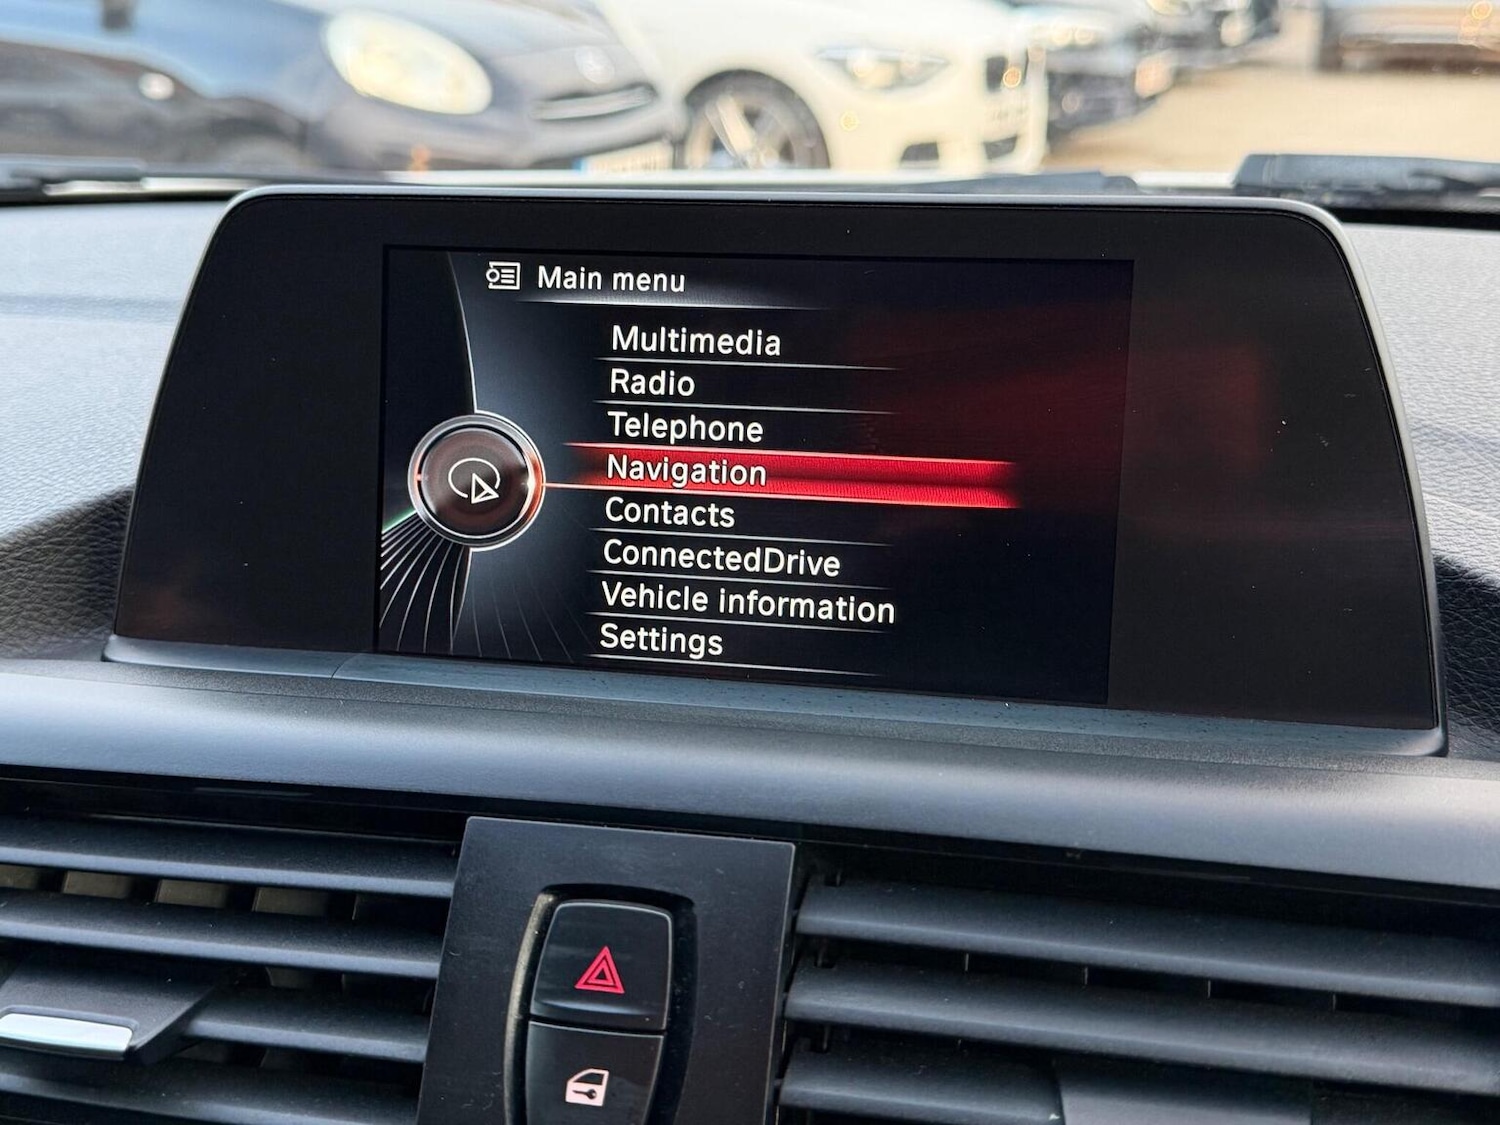 Main menu
Multimedia
Radio
Telephone
Navigation
Contacts
ConnectedDrive
Vehicle information
Settings